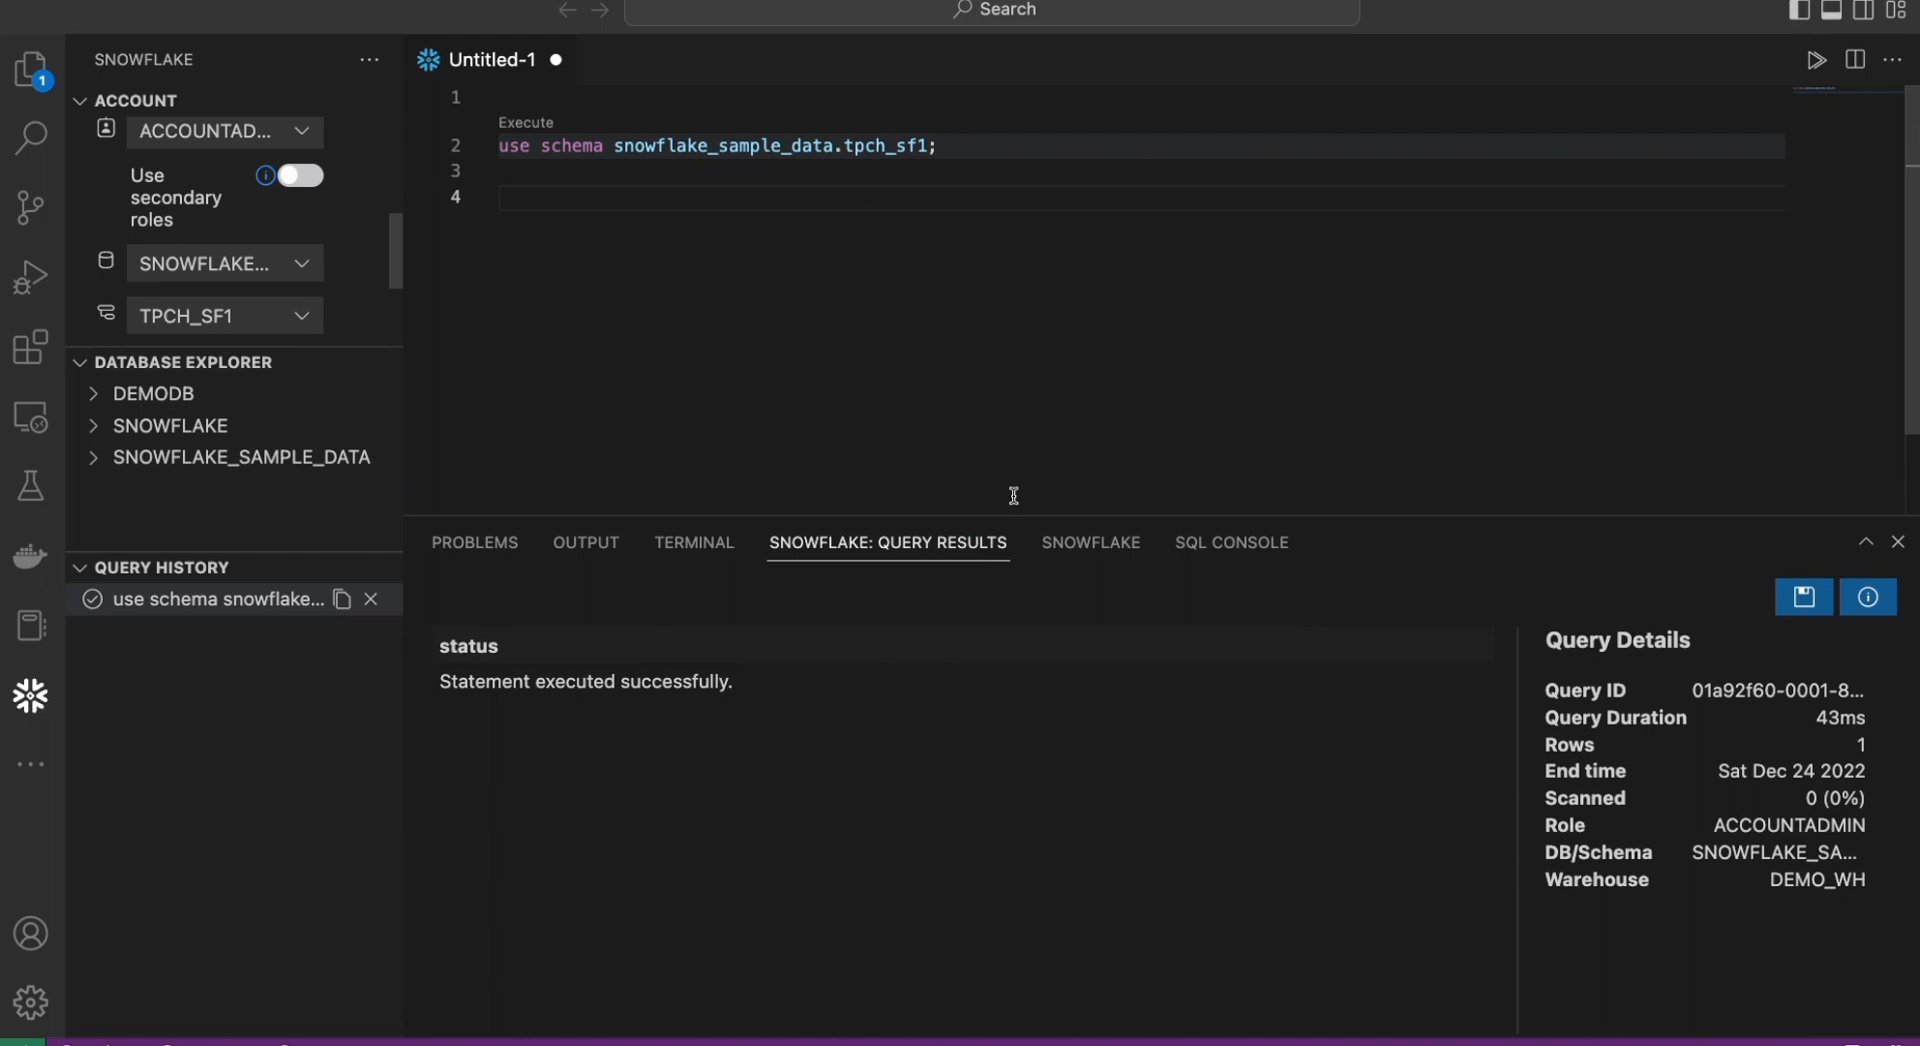 Search
SNOWFLAKE
ACCOUNT
ACCOUNTAD...
Use
secondary
roles
SNOWFLAKE...
TPCH_SF1
DATABASE EXPLORER
DEMODB
SNOWFLAKE
SNOWFLAKE_SAMPLE_DATA
QUERY HISTORY
use schema snowflake...
1
Untitled-1
1
Execute
2 use schema snowflake_sample_data.tpch_sf1;
3
4
PROBLEMS OUTPUT TERMINAL SNOWFLAKE: QUERY RESULTS SNOWFLAKE SQL CONSOLE
status
Statement executed successfully.
Query Details
Query ID 01a92f60-0001-8...
Query Duration 43ms
Rows 1
End time Sat Dec 24 2022
Scanned 0 (0%)
Role ACCOUNTADMIN
DB/Schema SNOWFLAKE_SA...
Warehouse DEMO_WH